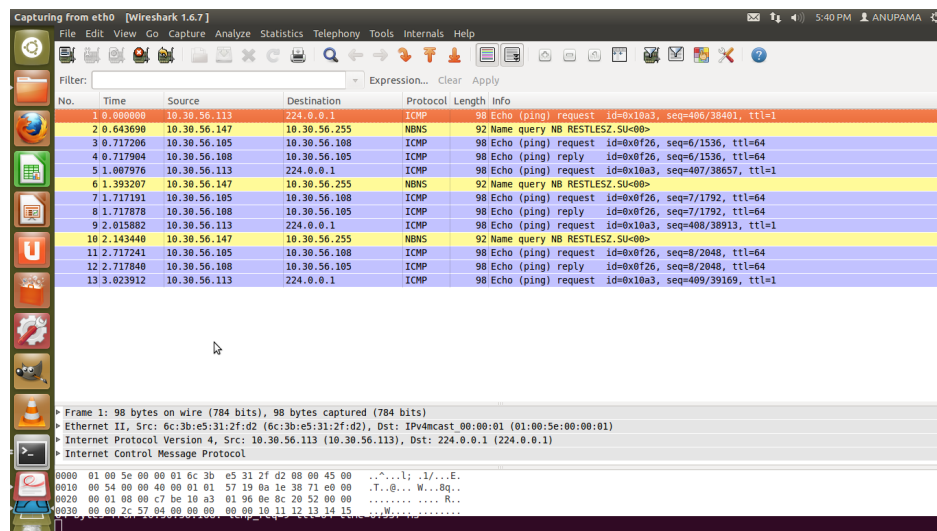 Capturing from eth0 [Wireshark 1.6.7 ] 5:40 PM ANUPAMA
File Edit View Go Capture Analyze Statistics Telephony Tools Internals Help
Filter: Expression... Clear Apply
No. Time Source Destination Protocol Length Info
1 0.000000 10.30.56.113 224.0.0.1 ICMP 98 Echo (ping) request id=0x10a3, seq=406/38401, ttl=1
2 0.643690 10.30.56.147 10.30.56.255 NBNS 92 Name query NB RESTLESZ.SU<00>
3 0.717206 10.30.56.105 10.30.56.108 ICMP 98 Echo (ping) request id=0x0f26, seq=6/1536, ttl=64
4 0.717904 10.30.56.108 10.30.56.105 ICMP 98 Echo (ping) reply id=0x0f26, seq=6/1536, ttl=64
5 1.007976 10.30.56.113 224.0.0.1 ICMP 98 Echo (ping) request id=0x10a3, seq=407/38657, ttl=1
6 1.393207 10.30.56.147 10.30.56.255 NBNS 92 Name query NB RESTLESZ.SU<00>
7 1.717191 10.30.56.105 10.30.56.108 ICMP 98 Echo (ping) request id=0x0f26, seq=7/1792, ttl=64
8 1.717878 10.30.56.108 10.30.56.105 ICMP 98 Echo (ping) reply id=0x0f26, seq=7/1792, ttl=64
9 2.015882 10.30.56.113 224.0.0.1 ICMP 98 Echo (ping) request id=0x10a3, seq=408/38913, ttl=1
10 2.143440 10.30.56.147 10.30.56.255 NBNS 92 Name query NB RESTLESZ.SU<00>
11 2.717241 10.30.56.105 10.30.56.108 ICMP 98 Echo (ping) request id=0x0f26, seq=8/2048, ttl=64
12 2.717840 10.30.56.108 10.30.56.105 ICMP 98 Echo (ping) reply id=0x0f26, seq=8/2048, ttl=64
13 3.023912 10.30.56.113 224.0.0.1 ICMP 98 Echo (ping) request id=0x10a3, seq=409/39169, ttl=1
Frame 1: 98 bytes on wire (784 bits), 98 bytes captured (784 bits)
Ethernet II, Src: 6c:3b:e5:31:2f:d2 (6c:3b:e5:31:2f:d2), Dst: IPv4mcast_00:00:01 (01:00:5e:00:00:01)
Internet Protocol Version 4, Src: 10.30.56.113 (10.30.56.113), Dst: 224.0.0.1 (224.0.0.1)
Internet Control Message Protocol
0000 01 00 5e 00 00 01 6c 3b e5 31 2f d2 08 00 45 00 ..^...l; .1/...E.
0010 00 54 00 00 40 00 01 01 57 19 0a 1e 38 71 e0 00 .T..@... W...8q..
0020 00 01 08 00 c7 be 10 a3 01 96 0e 8c 20 52 00 00 ........ .... R..
0030 00 00 2c 57 04 00 00 00 00 00 10 11 12 13 14 15 ..,W.... ........